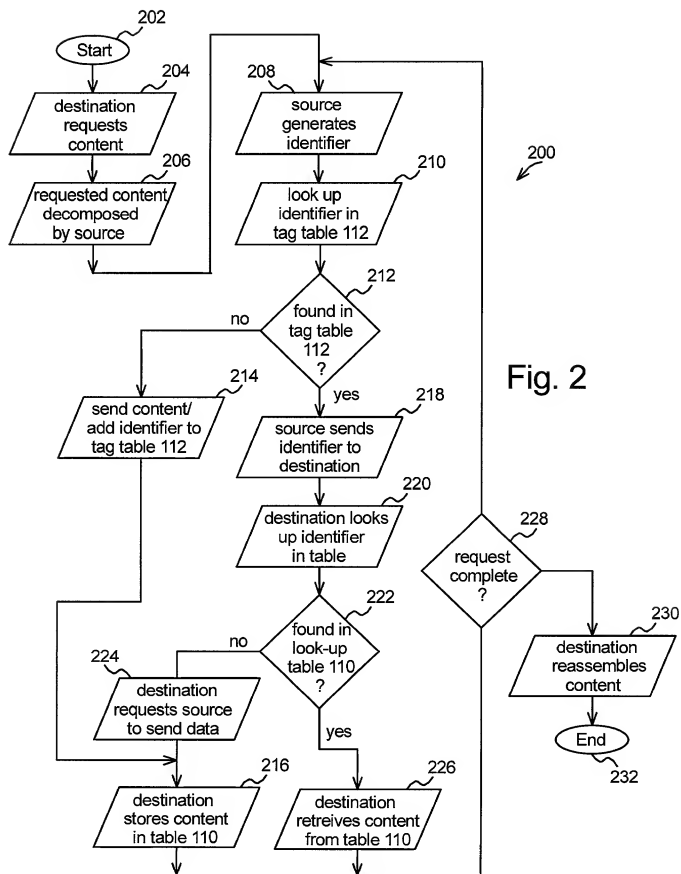 202
Start
204
destination
requests
content
206
requested content
decomposed
by source
208
source
generates
identifier
210
look up
identifier in
tag table 112
200
212
found in
tag table
112
?
no
yes
214
send content/
add identifier to
tag table 112
218
source sends
identifier to
destination
Fig. 2
220
destination looks
up identifier
in table
222
found in
look-up
table 110
?
no
yes
224
destination
requests source
to send data
216
destination
stores content
in table 110
226
destination
retreives content
from table 110
228
request
complete
?
230
destination
reassembles
content
End
232